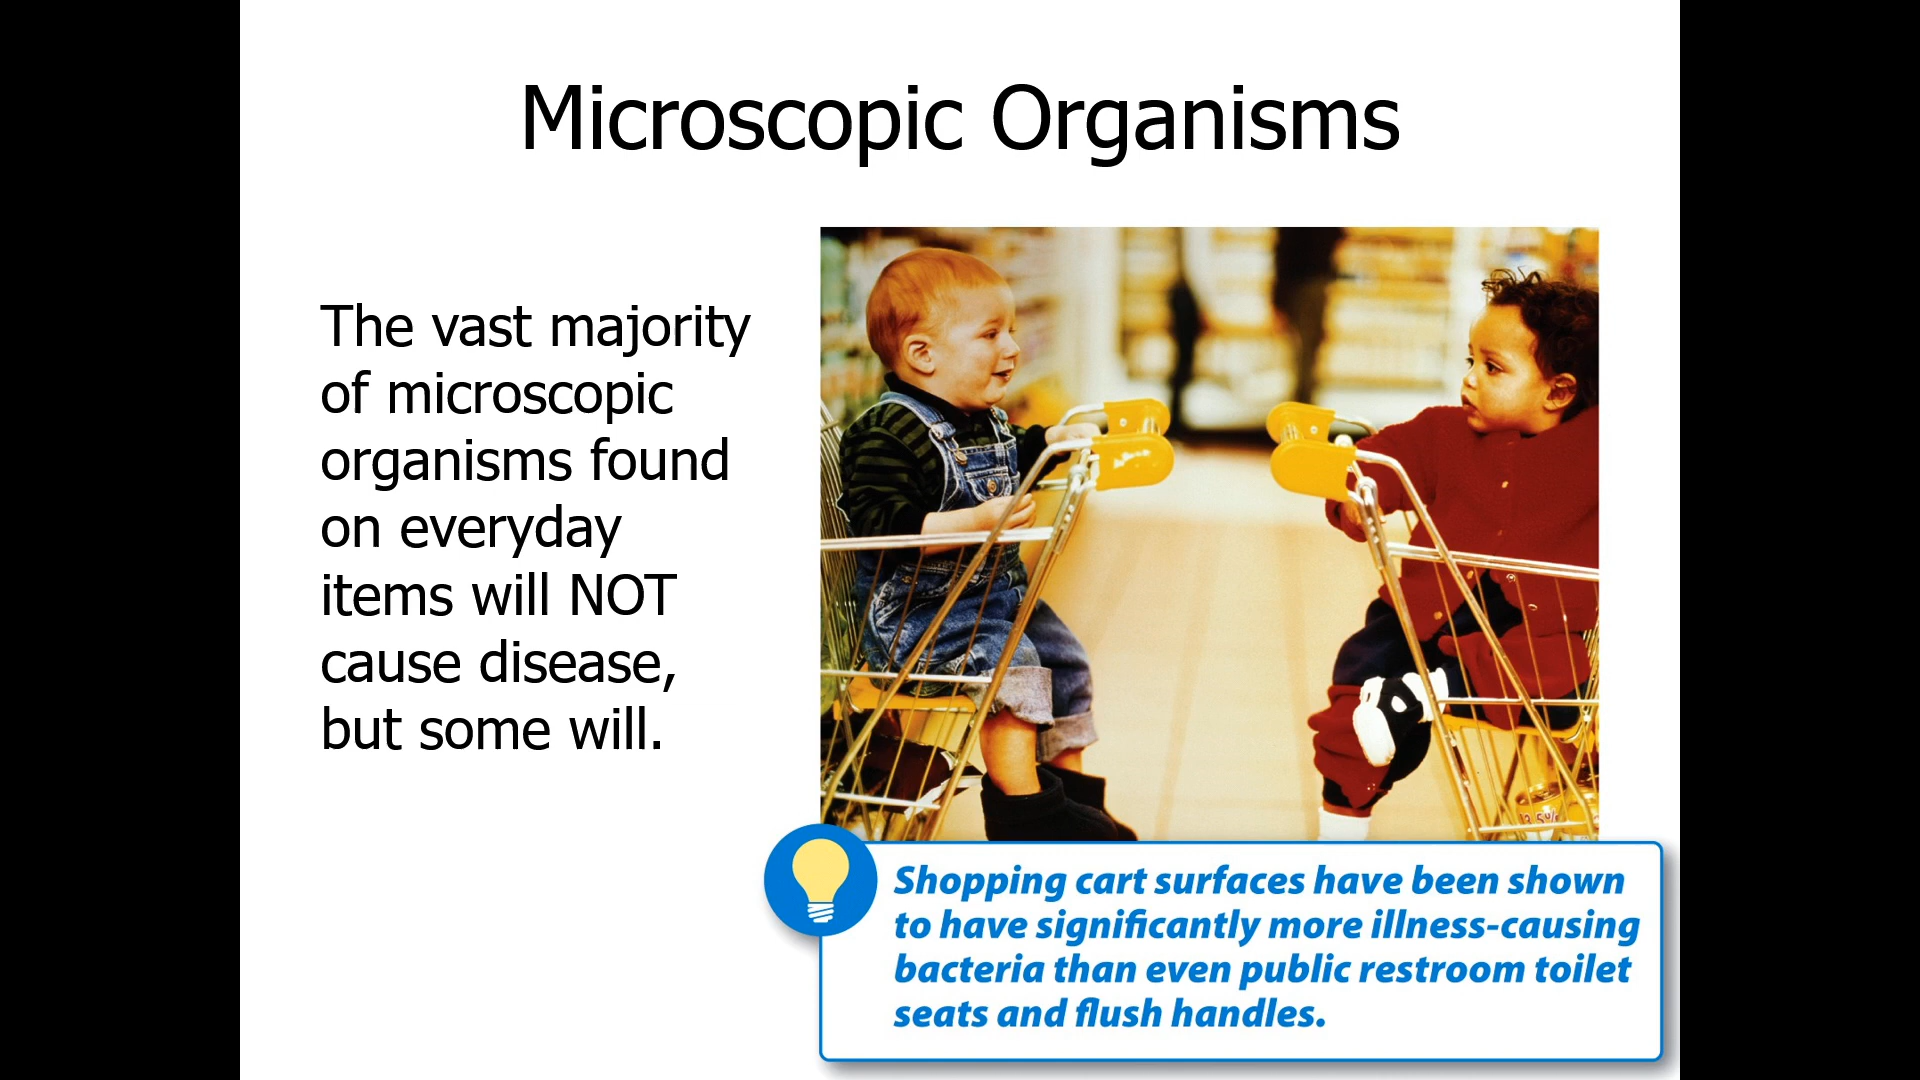 Microscopic Organisms
The vast majority
of microscopic
organisms found
on everyday
items will NOT
cause disease,
but some will.
Shopping cart surfaces have been shown
to have significantly more illness-causing
bacteria than even public restroom toilet
seats and flush handles.